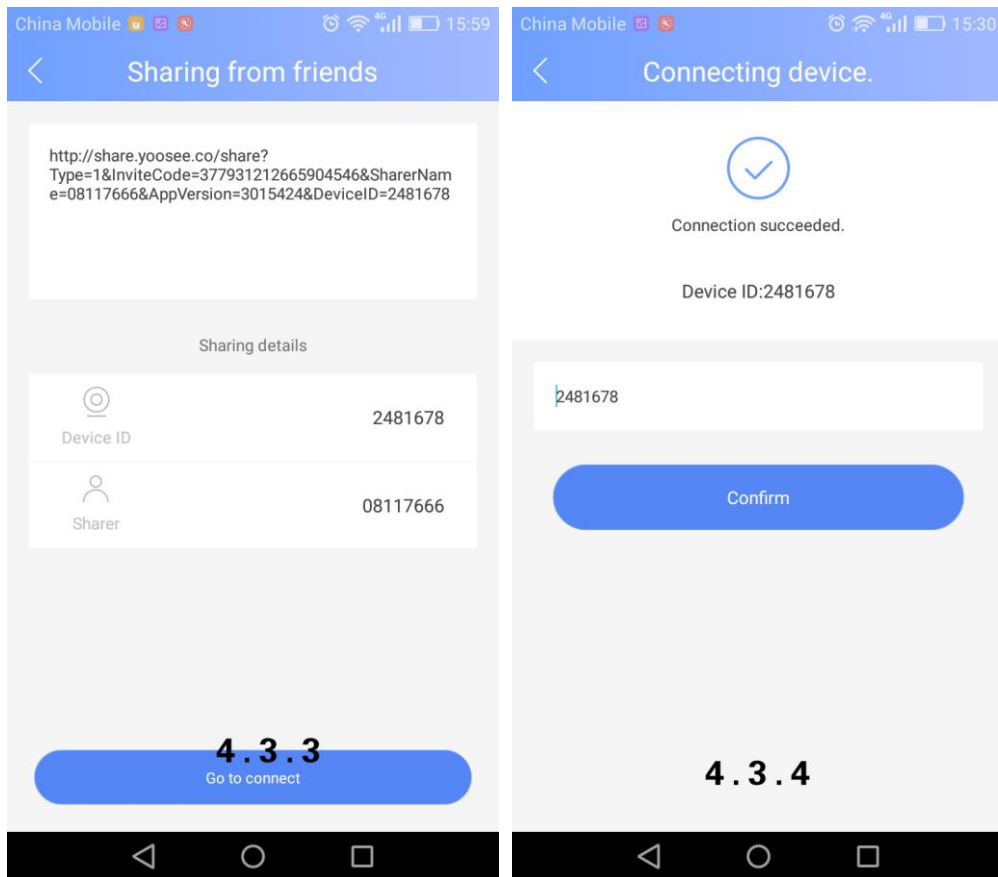 China Mobile 4G 15:59
Sharing from friends
http://share.yoosee.co/share?
Type=1&InviteCode=377931212665904546&SharerNam
e=08117666&AppVersion=3015424&DeviceID=2481678
Sharing details
Device ID
2481678
Sharer
08117666
4.3.3
Go to connect
China Mobile 4G 15:30
Connecting device.
Connection succeeded.
Device ID:2481678
2481678
Confirm
4.3.4